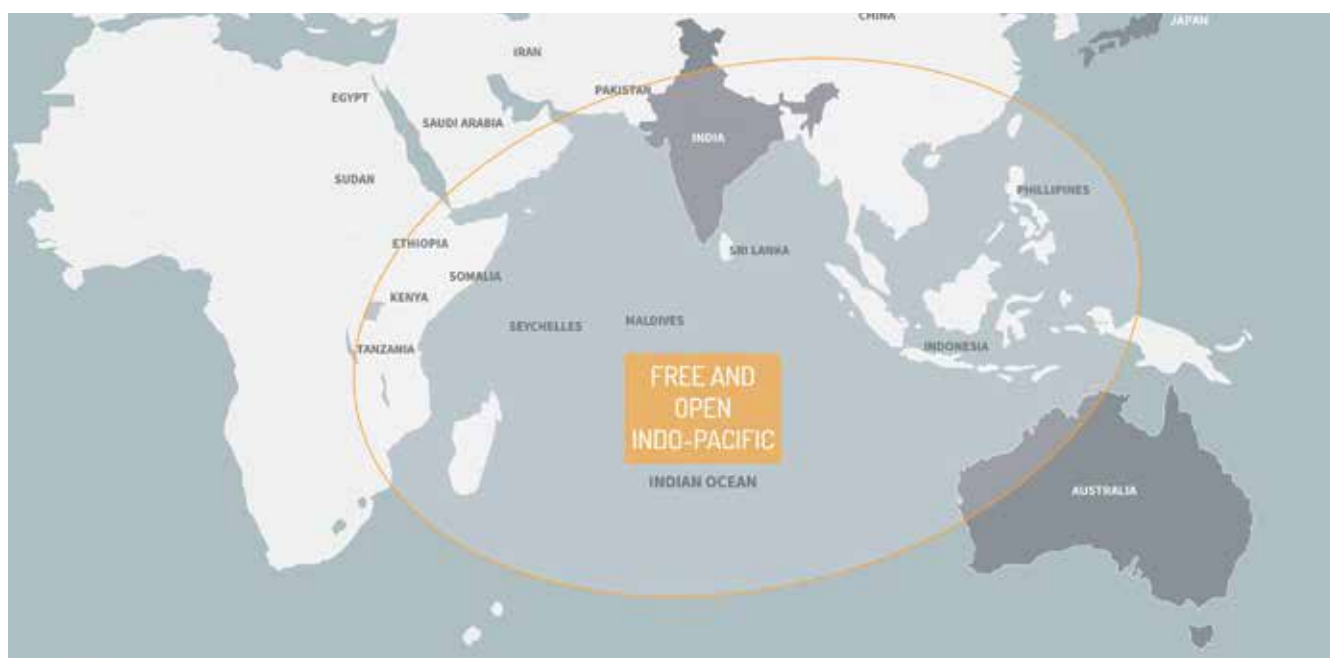 CHINA
JAPAN
IRAN
PAKISTAN
EGYPT
SAUDI ARABIA
INDIA
SUDAN
PHILLIPINES
ETHIOPIA
SRI LANKA
SOMALIA
KENYA
SEYCHELLES
MALDIVES
TANZANIA
INDONESIA
FREE AND
OPEN
INDO-PACIFIC
INDIAN OCEAN
AUSTRALIA